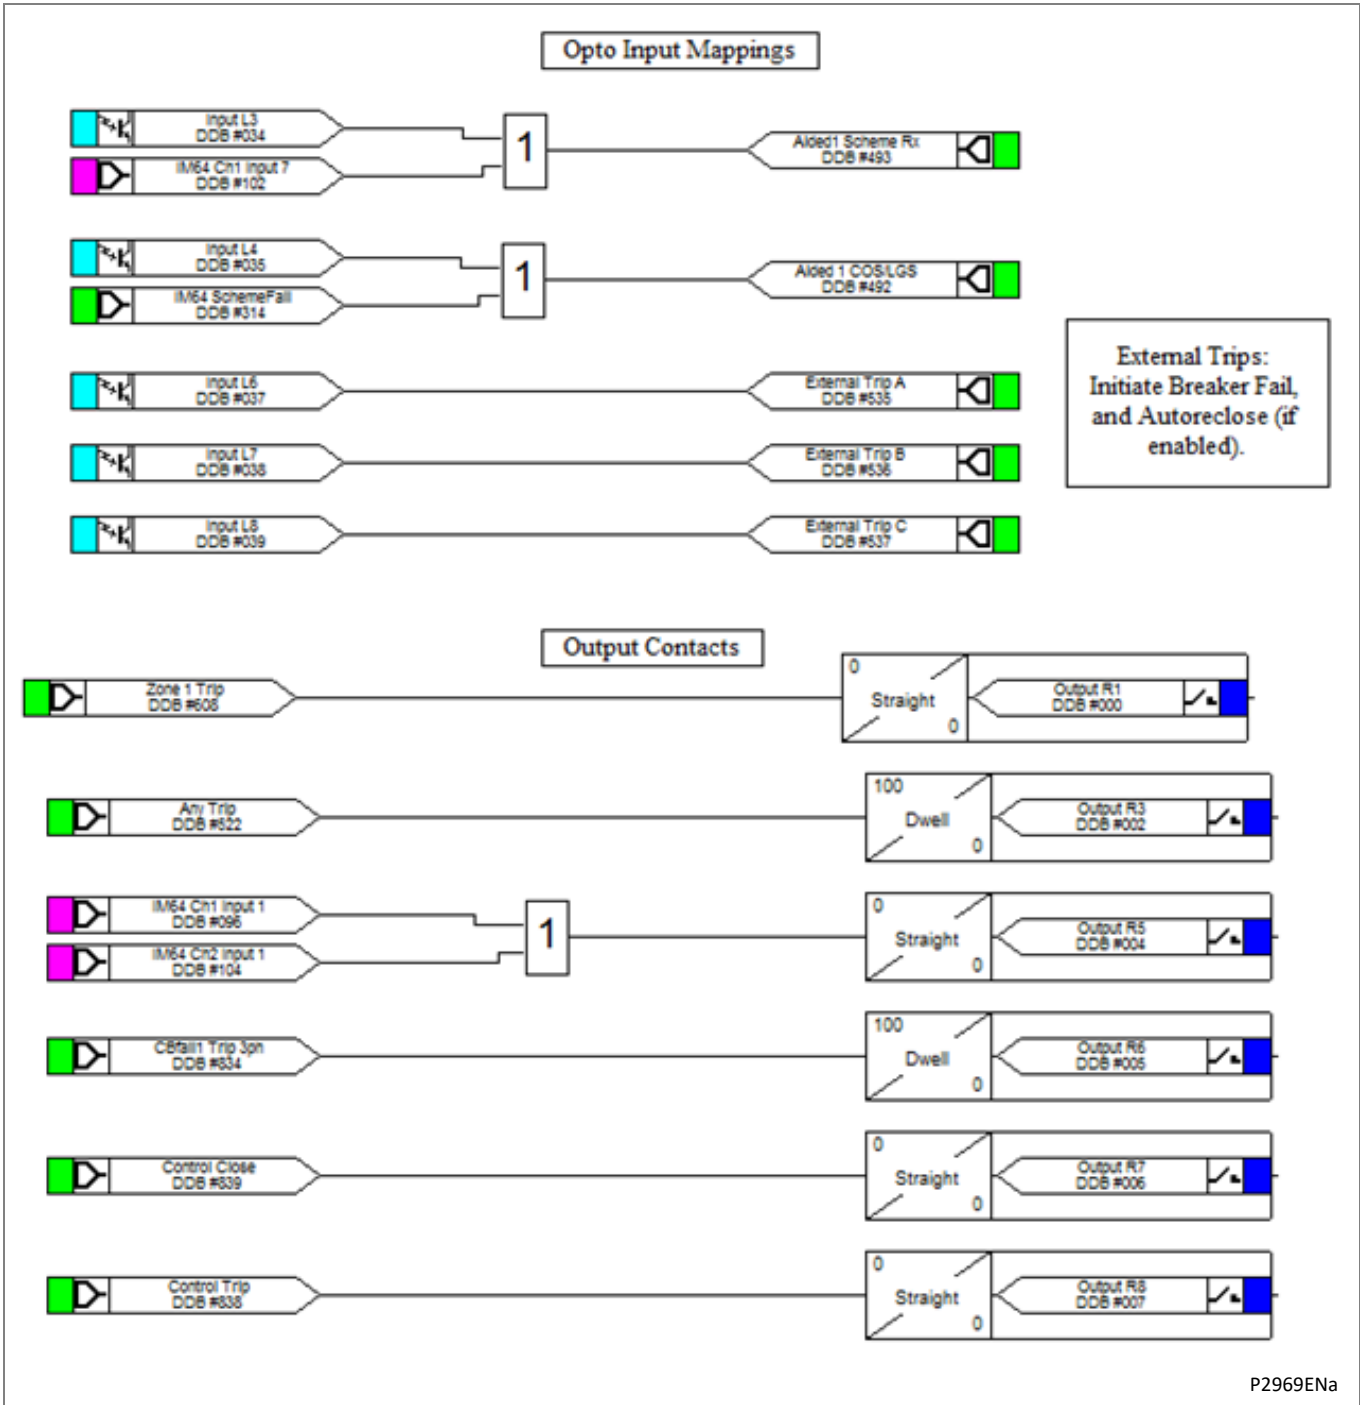 Opto Input Mappings
Input L3
DDB #034
IM64 Ch1 Input 7
DDB #102
1
Aided1 Scheme Rx
DDB #493
Input L4
DDB #035
IM64 SchemeFail
DDB #314
1
Aided 1 COS/LGS
DDB #492
Input L6
DDB #037
External Trip A
DDB #535
Input L7
DDB #038
External Trip B
DDB #536
Input L8
DDB #039
External Trip C
DDB #537
External Trips:
Initiate Breaker Fail,
and Autoreclose (if
enabled).
Output Contacts
Zone 1 Trip
DDB #608
0
Straight
0
Output R1
DDB #000
Any Trip
DDB #522
100
Dwell
0
Output R3
DDB #002
IM64 Ch1 Input 1
DDB #096
IM64 Ch2 Input 1
DDB #104
1
0
Straight
0
Output R5
DDB #004
CBfail1 Trip 3ph
DDB #834
100
Dwell
0
Output R6
DDB #005
Control Close
DDB #839
0
Straight
0
Output R7
DDB #006
Control Trip
DDB #838
0
Straight
0
Output R8
DDB #007
P2969ENa